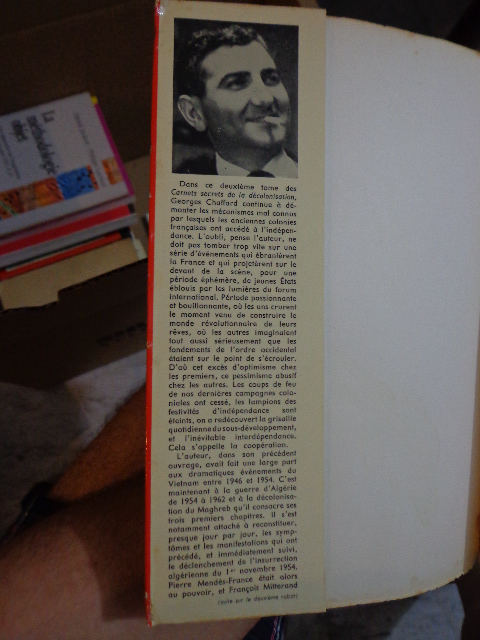 La
méthodologie
objet
Dans ce deuxième tome des
Carnets secrets de la décolonisation,
Georges Chaffard continue à dé-
monter les mécanismes mal connus
par lesquels les anciennes colonies
françaises ont accédé à l'indépen-
dance. L'oubli, pense l'auteur, ne
doit pas tomber trop vite sur une
série d'événements qui ébranlèrent
la France et qui projetèrent sur le
devant de la scène, pour une
période éphémère, de jeunes États
éblouis par les lumières du forum
international. Période passionnante
et bouillonnante, où les uns crurent
le moment venu de construire le
monde révolutionnaire de leurs
rêves, où les autres imaginaient
tout aussi sérieusement que les
fondements de l'ordre occidental
étaient sur le point de s'écrouler.
D'où cet excès d'optimisme chez
les premiers, ce pessimisme abusif
chez les autres. Les coups de feu
de nos dernières campagnes colo-
niales ont cessé, les lampions des
festivités d'indépendance sont
éteints, on a redécouvert la grisaille
quotidienne du sous-développement,
et l'inévitable interdépendance.
Cela s'appelle la coopération.
L'auteur, dans son précédent
ouvrage, avait fait une large part
aux dramatiques événements du
Vietnam entre 1946 et 1954. C'est
maintenant à la guerre d'Algérie
de 1954 à 1962 et à la décolonisa-
tion du Maghreb qu'il consacre ses
trois premiers chapitres. Il s'est
notamment attaché à reconstituer,
presque jour par jour, les symp-
tômes et les manifestations qui ont
précédé, et immédiatement suivi,
le déclenchement de l'insurrection
algérienne du 1er novembre 1954.
Pierre Mendès-France était alors
au pouvoir, et François Mitterand
(suite sur le deuxième rabat)